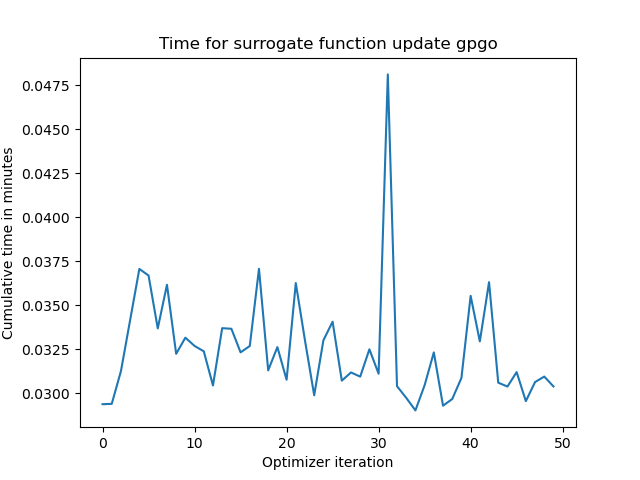 Time for surrogate function update gpgo
Cumulative time in minutes
0.0475
0.0450
0.0425
0.0400
0.0375
0.0350
0.0325
0.0300
0 10 20 30 40 50
Optimizer iteration